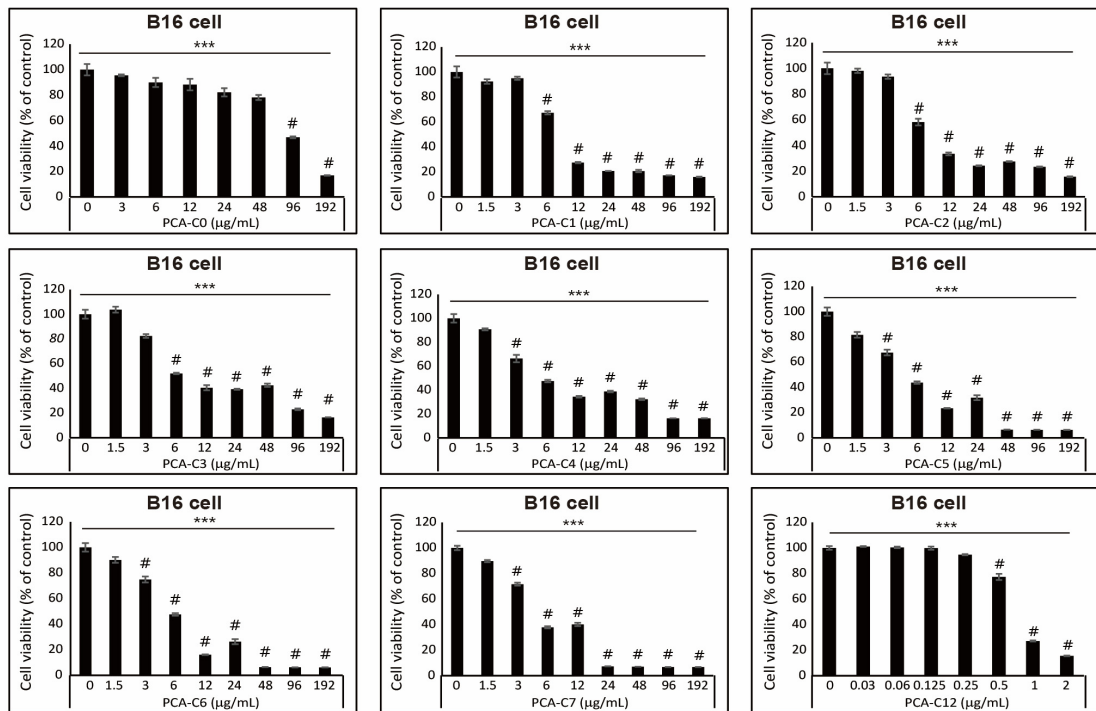 B16 cell
***
Cell viability (% of control)
120
100
80
60
40
20
0
# #
0 3 6 12 24 48 96 192
PCA-C0 (µg/mL)
B16 cell
***
Cell viability (% of control)
120
100
80
60
40
20
0
# # # # # #
0 1.5 3 6 12 24 48 96 192
PCA-C1 (µg/mL)
B16 cell
***
Cell viability (% of control)
120
100
80
60
40
20
0
# # # # # #
0 1.5 3 6 12 24 48 96 192
PCA-C2 (µg/mL)
B16 cell
***
Cell viability (% of control)
120
100
80
60
40
20
0
# # # # # #
0 1.5 3 6 12 24 48 96 192
PCA-C3 (µg/mL)
B16 cell
***
Cell viability (% of control)
120
100
80
60
40
20
0
# # # # # # #
0 1.5 3 6 12 24 48 96 192
PCA-C4 (µg/mL)
B16 cell
***
Cell viability (% of control)
120
100
80
60
40
20
0
# # # # # # #
0 1.5 3 6 12 24 48 96 192
PCA-C5 (µg/mL)
B16 cell
***
Cell viability (% of control)
120
100
80
60
40
20
0
# # # # # # #
0 1.5 3 6 12 24 48 96 192
PCA-C6 (µg/mL)
B16 cell
***
Cell viability (% of control)
120
100
80
60
40
20
0
# # # # # # #
0 1.5 3 6 12 24 48 96 192
PCA-C7 (µg/mL)
B16 cell
***
Cell viability (% of control)
120
100
80
60
40
20
0
# # #
0 0.03 0.06 0.125 0.25 0.5 1 2
PCA-C12 (µg/mL)